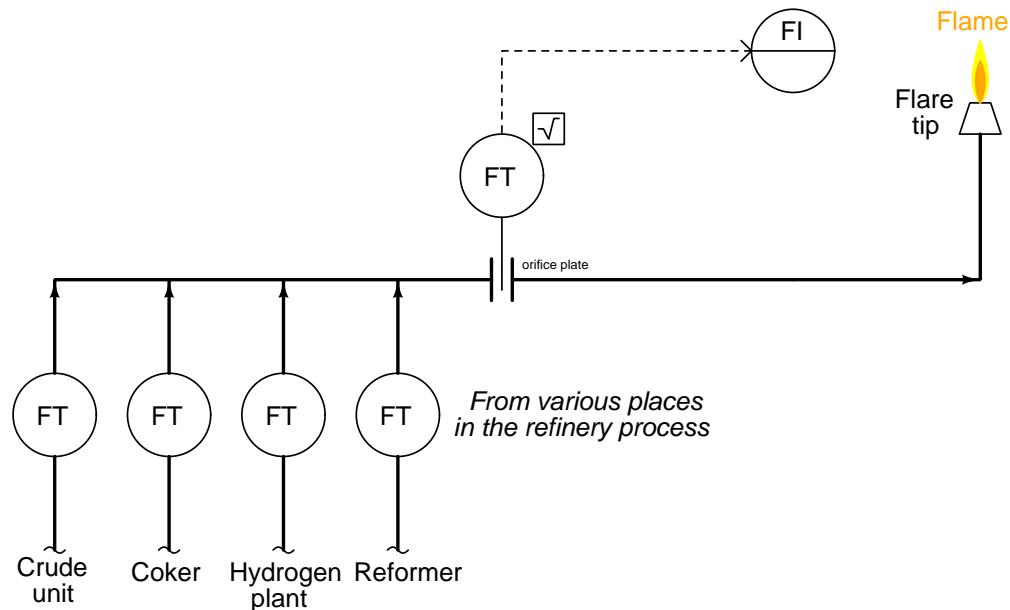 Flame
FI
Flare
tip
√
FT
orifice plate
FT
FT
FT
FT
From various places
in the refinery process
Crude
unit
Coker
Hydrogen
plant
Reformer